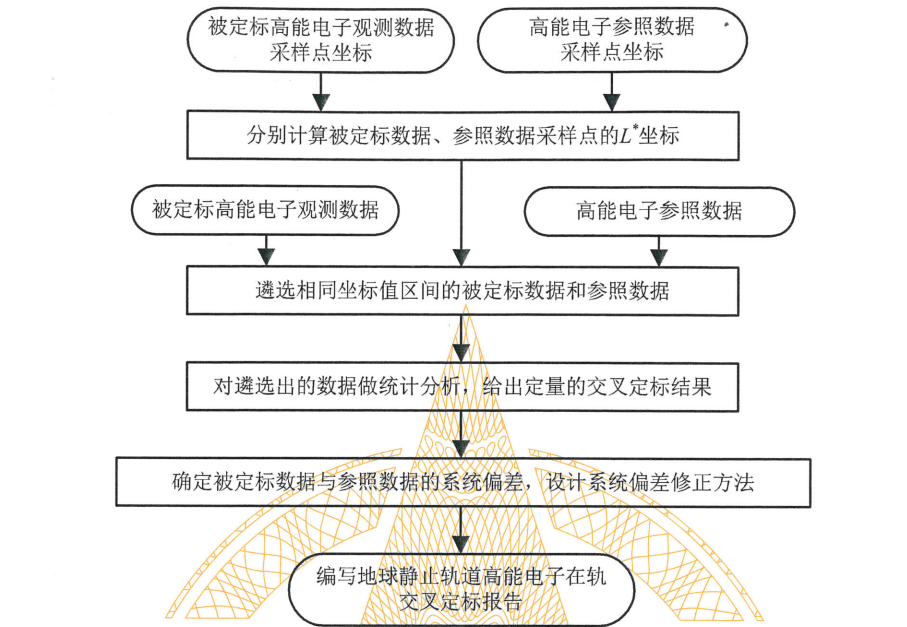 被定标高能电子观测数据
采样点坐标
高能电子参照数据
采样点坐标
分别计算被定标数据、参照数据采样点的L*坐标
被定标高能电子观测数据
高能电子参照数据
遴选相同坐标值区间的被定标数据和参照数据
对遴选出的数据做统计分析，给出定量的交叉定标结果
确定被定标数据与参照数据的系统偏差，设计系统偏差修正方法
编写地球静止轨道高能电子在轨
交叉定标报告